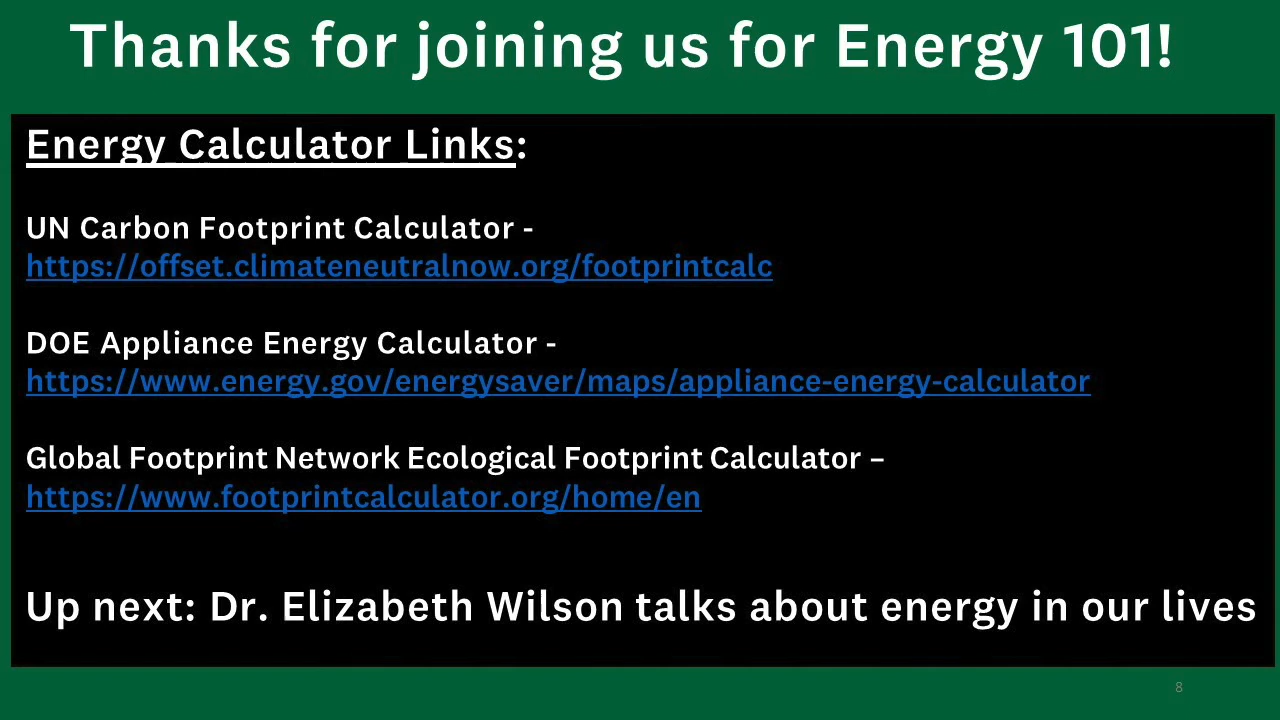 Thanks for joining us for Energy 101!
Energy Calculator Links:
UN Carbon Footprint Calculator -
https://offset.climateneutralnow.org/footprintcalc
DOE Appliance Energy Calculator -
https://www.energy.gov/energysaver/maps/appliance-energy-calculator
Global Footprint Network Ecological Footprint Calculator –
https://www.footprintcalculator.org/home/en
Up next: Dr. Elizabeth Wilson talks about energy in our lives
8